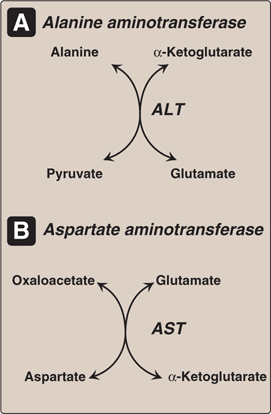 A Alanine aminotransferase
Alanine α-Ketoglutarate
ALT
Pyruvate Glutamate
B Aspartate aminotransferase
Oxaloacetate Glutamate
AST
Aspartate α-Ketoglutarate